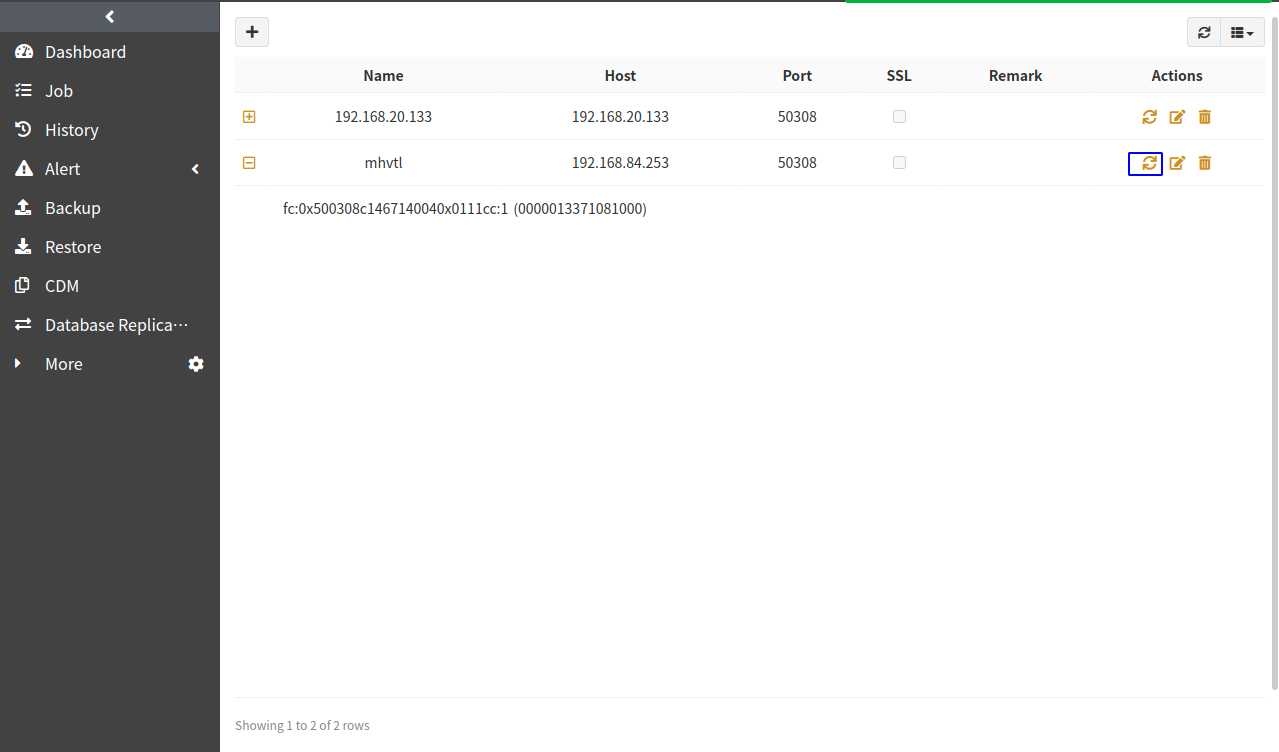 Dashboard
Job
History
Alert
Backup
Restore
CDM
Database Replica…
More
Name Host Port SSL Remark Actions
192.168.20.133 192.168.20.133 50308
mhvtl 192.168.84.253 50308
fc:0x500308c1467140040x0111cc:1 (0000013371081000)
Showing 1 to 2 of 2 rows